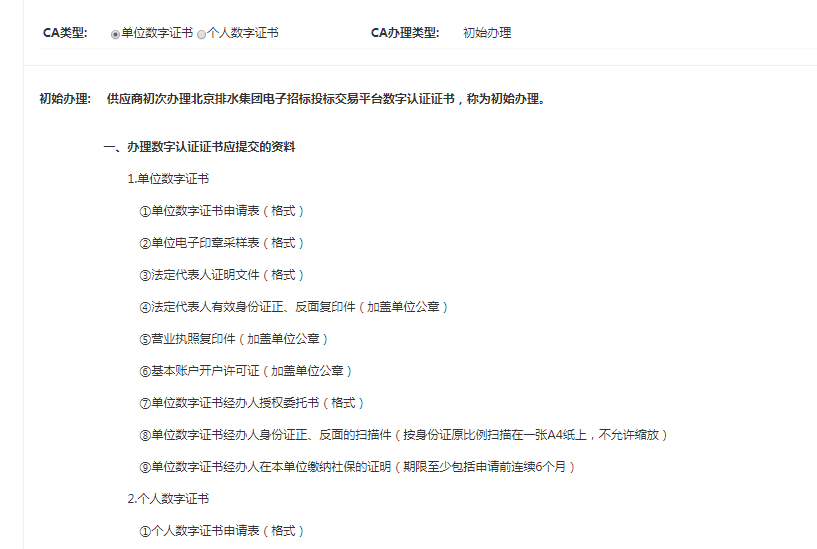 CA类型: 单位数字证书 个人数字证书 CA办理类型: 初始办理
初始办理: 供应商初次办理北京排水集团电子招标投标交易平台数字认证证书，称为初始办理。
一、办理数字认证证书应提交的资料
1.单位数字证书
①单位数字证书申请表（格式）
②单位电子印章采样表（格式）
③法定代表人证明文件（格式）
④法定代表人有效身份证正、反面复印件（加盖单位公章）
⑤营业执照复印件（加盖单位公章）
⑥基本账户开户许可证（加盖单位公章）
⑦单位数字证书经办人授权委托书（格式）
⑧单位数字证书经办人身份证正、反面的扫描件（按身份证原比例扫描在一张A4纸上，不允许缩放）
⑨单位数字证书经办人在本单位缴纳社保的证明（期限至少包括申请前连续6个月）
2.个人数字证书
①个人数字证书申请表（格式）